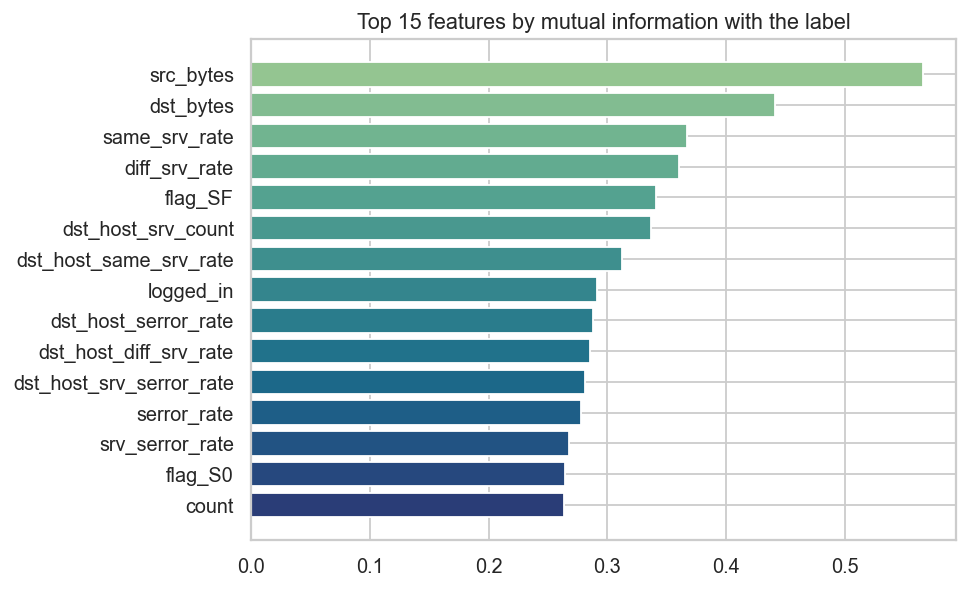 Top 15 features by mutual information with the label
src_bytes
dst_bytes
same_srv_rate
diff_srv_rate
flag_SF
dst_host_srv_count
dst_host_same_srv_rate
logged_in
dst_host_serror_rate
dst_host_diff_srv_rate
dst_host_srv_serror_rate
serror_rate
srv_serror_rate
flag_S0
count
0.0 0.1 0.2 0.3 0.4 0.5